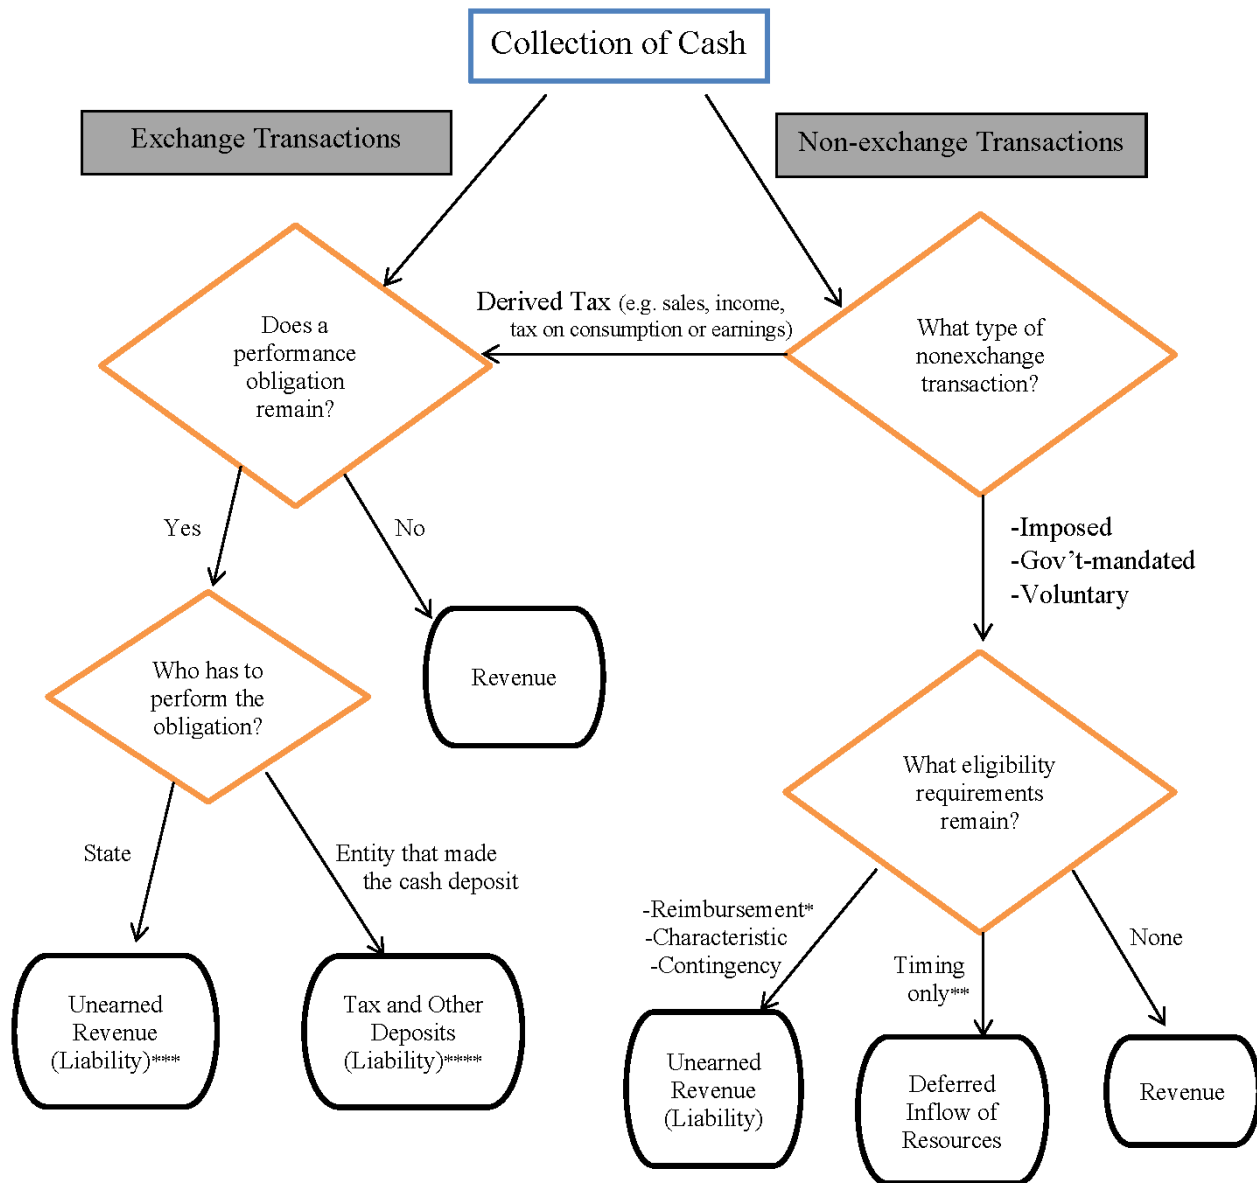 Collection of Cash
Exchange Transactions
Non-exchange Transactions
Derived Tax (e.g. sales, income,
tax on consumption or earnings)
Does a
performance
obligation
remain?
What type of
nonexchange
transaction?
Yes
No
-Imposed
-Gov't-mandated
-Voluntary
Who has to
perform the
obligation?
Revenue
What eligibility
requirements
remain?
State
Entity that made
the cash deposit
-Reimbursement*
-Characteristic
-Contingency
Timing
only**
None
Unearned
Revenue
(Liability)***
Tax and Other
Deposits
(Liability)****
Unearned
Revenue
(Liability)
Deferred
Inflow of
Resources
Revenue